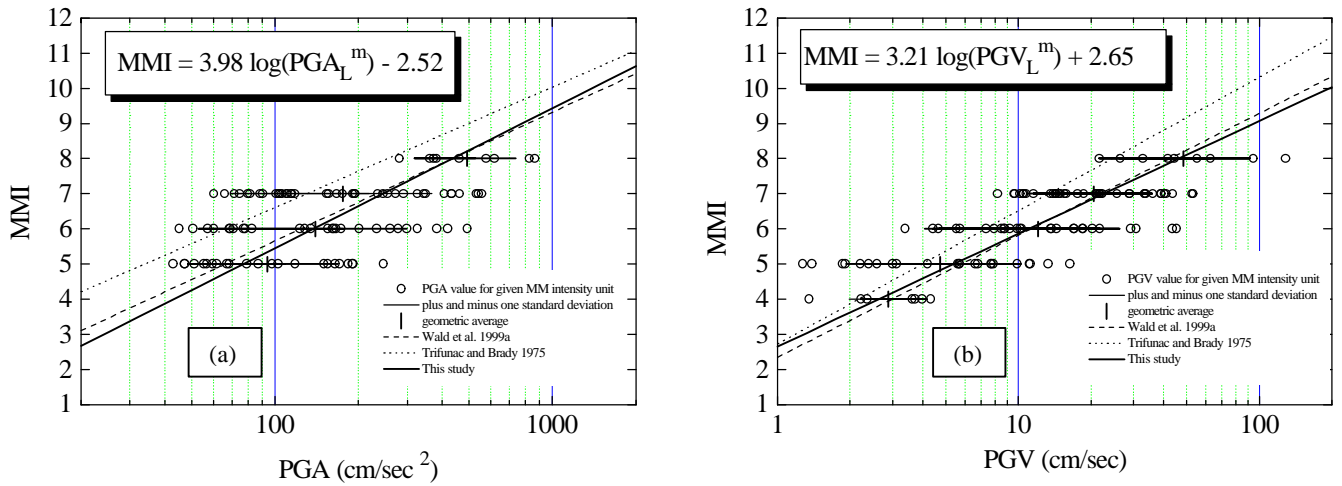 12
11
10
9
8
7
6
5
4
3
2
1
MMI
MMI = 3.98 log(PGA_L^m) - 2.52
PGA value for given MM intensity unit
plus and minus one standard deviation
geometric average
Wald et al. 1999a
Trifunac and Brady 1975
This study
(a)
100
1000
PGA (cm/sec ²)
12
11
10
9
8
7
6
5
4
3
2
1
MMI
MMI = 3.21 log(PGV_L^m) + 2.65
PGV value for given MM intensity unit
plus and minus one standard deviation
geometric average
Wald et al. 1999a
Trifunac and Brady 1975
This study
(b)
1
10
100
PGV (cm/sec)